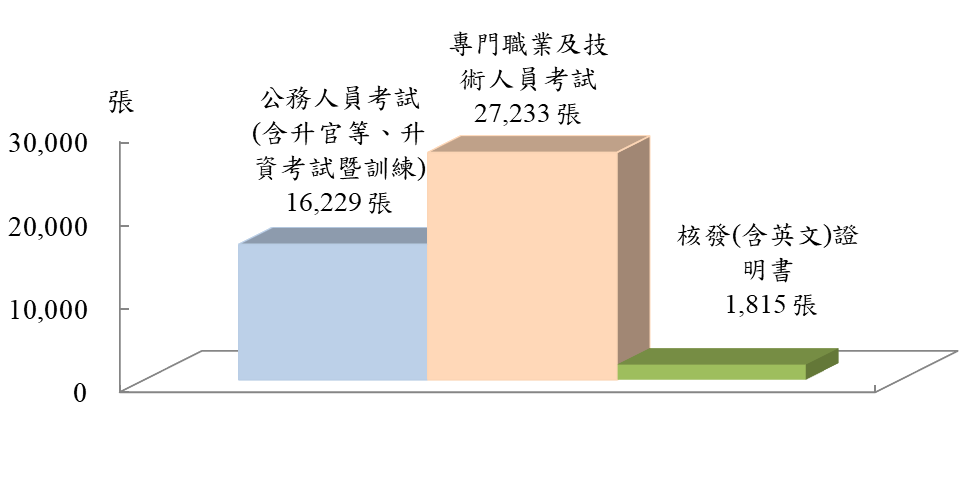 專門職業及技
術人員考試
27,233 張
公務人員考試
(含升官等、升
資考試暨訓練)
16,229 張
核發(含英文)證
明書
1,815 張
張
30,000
20,000
10,000
0